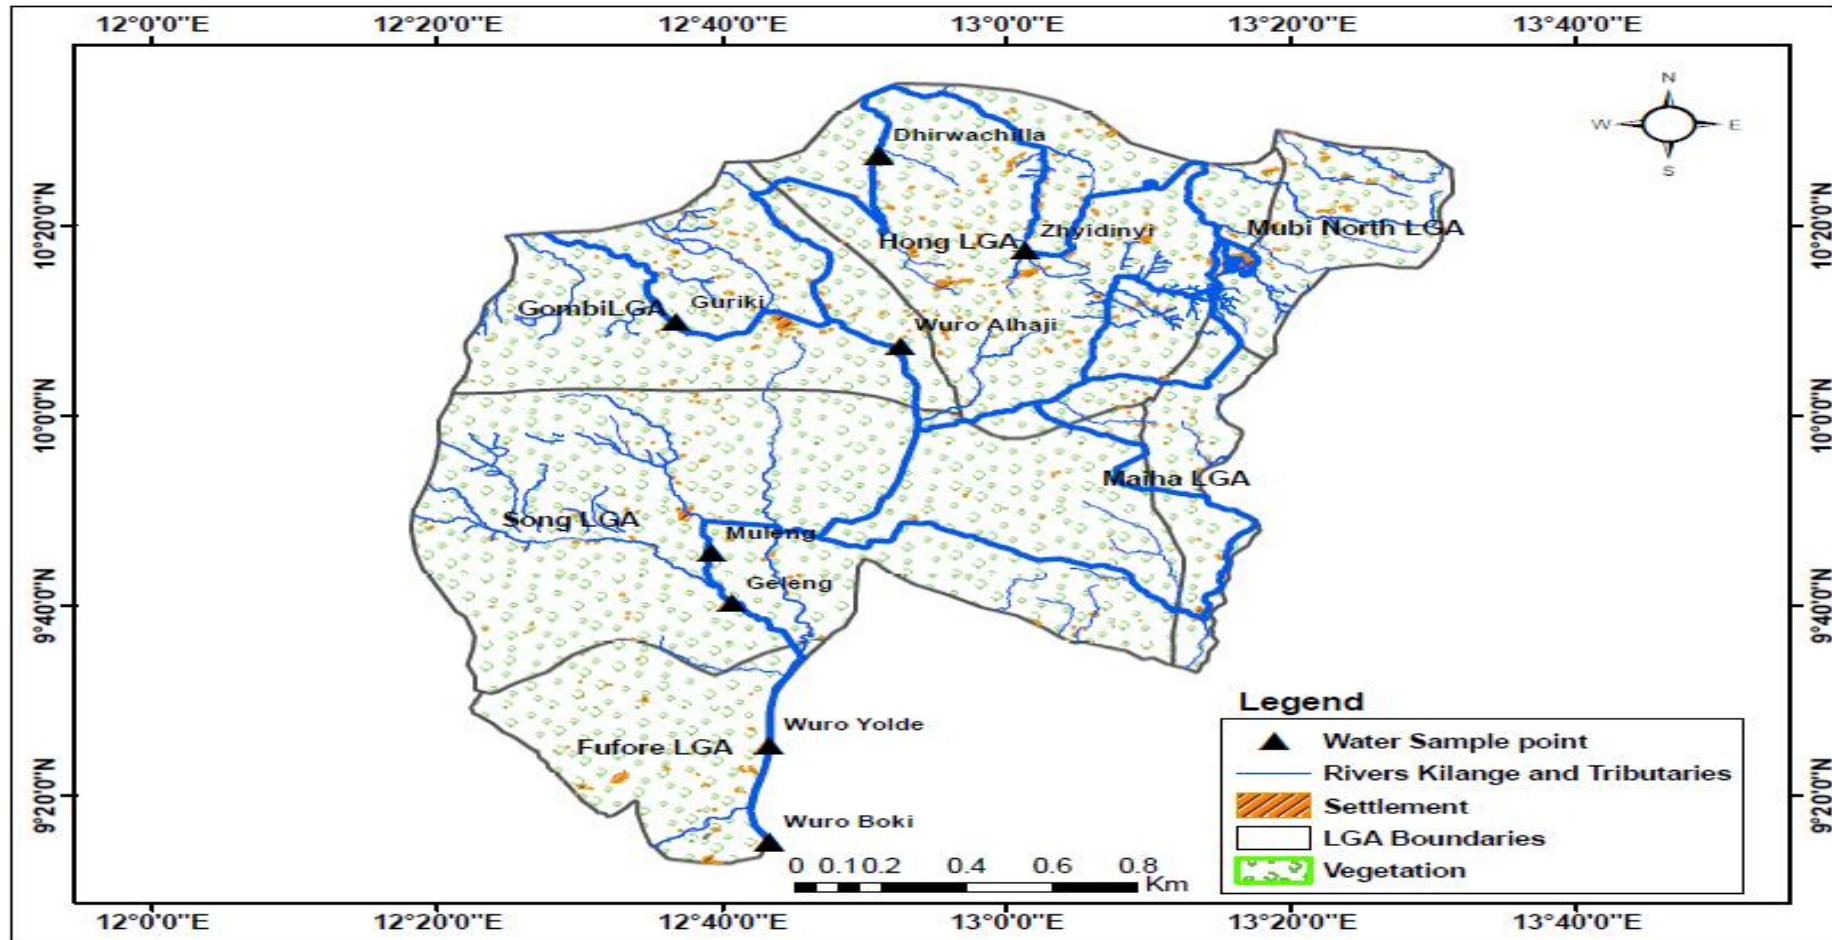 12°0'0"E 12°20'0"E 12°40'0"E 13°0'0"E 13°20'0"E 13°40'0"E
N
W E
S
Dhirwachilla
10°20'0"N 10°20'0"N
Hong LGA Zhyidinyi Mubi North LGA
GombiLGA Guriki
Wuro Alhaji
10°0'0"N 10°0'0"N
Maiha LGA
Song LGA Muleng
Geleng
9°40'0"N 9°40'0"N
Legend
Wuro Yolde
Fufore LGA
Water Sample point
Rivers Kilange and Tributaries
9°20'0"N 9°20'0"N
Settlement
Wuro Boki
LGA Boundaries
0 0.1 0.2 0.4 0.6 0.8
Km
Vegetation
12°0'0"E 12°20'0"E 12°40'0"E 13°0'0"E 13°20'0"E 13°40'0"E